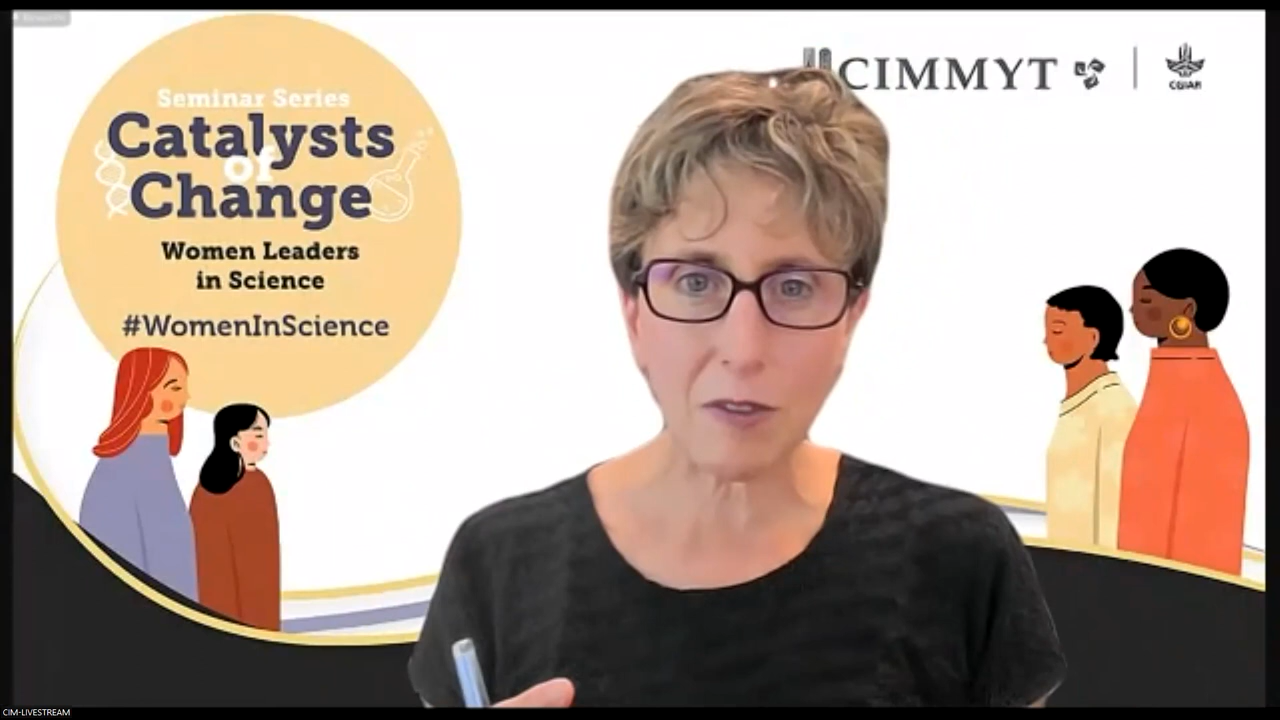 Seminar Series
Catalysts
of
Change
Women Leaders
in Science
#WomenInScience
CIMMYT
CGIAR
CIM-LIVESTREAM